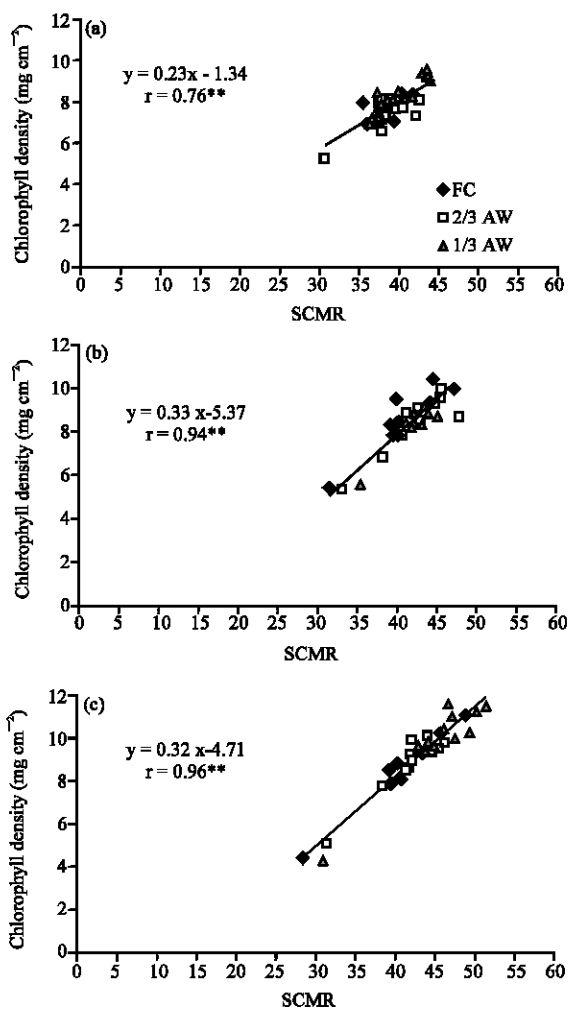 (a)
Chlorophyll density (mg cm⁻²)
12
10
8
6
4
2
0
y = 0.23x - 1.34
r = 0.76**
FC
2/3 AW
1/3 AW
0 5 10 15 20 25 30 35 40 45 50 55 60
SCMR
(b)
Chlorophyll density (mg cm⁻²)
12
10
8
6
4
2
0
y = 0.33 x-5.37
r = 0.94**
0 5 10 15 20 25 30 35 40 45 50 55 60
SCMR
(c)
Chlorophyll density (mg cm⁻²)
12
10
8
6
4
2
0
y = 0.32 x-4.71
r = 0.96**
0 5 10 15 20 25 30 35 40 45 50 55 60
SCMR